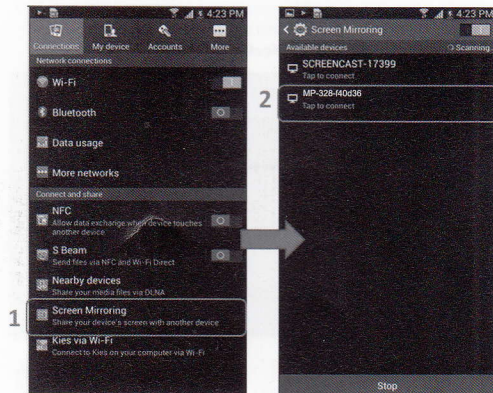 4:23 PM
Connections My device Accounts More
Network connections
Wi-Fi
Bluetooth
Data usage
More networks
Connect and share
NFC
Allow data exchange when device touches
another device
S Beam
Send files via NFC and Wi-Fi Direct
Nearby devices
Share your media files via DLNA
1
Screen Mirroring
Share your device's screen with another device
Kies via Wi-Fi
Connect to Kies on your computer via Wi-Fi
4:23 PM
Screen Mirroring
Available devices Scanning
SCREENCAST-17399
Tap to connect
2
MP-328-f40d36
Tap to connect
Stop